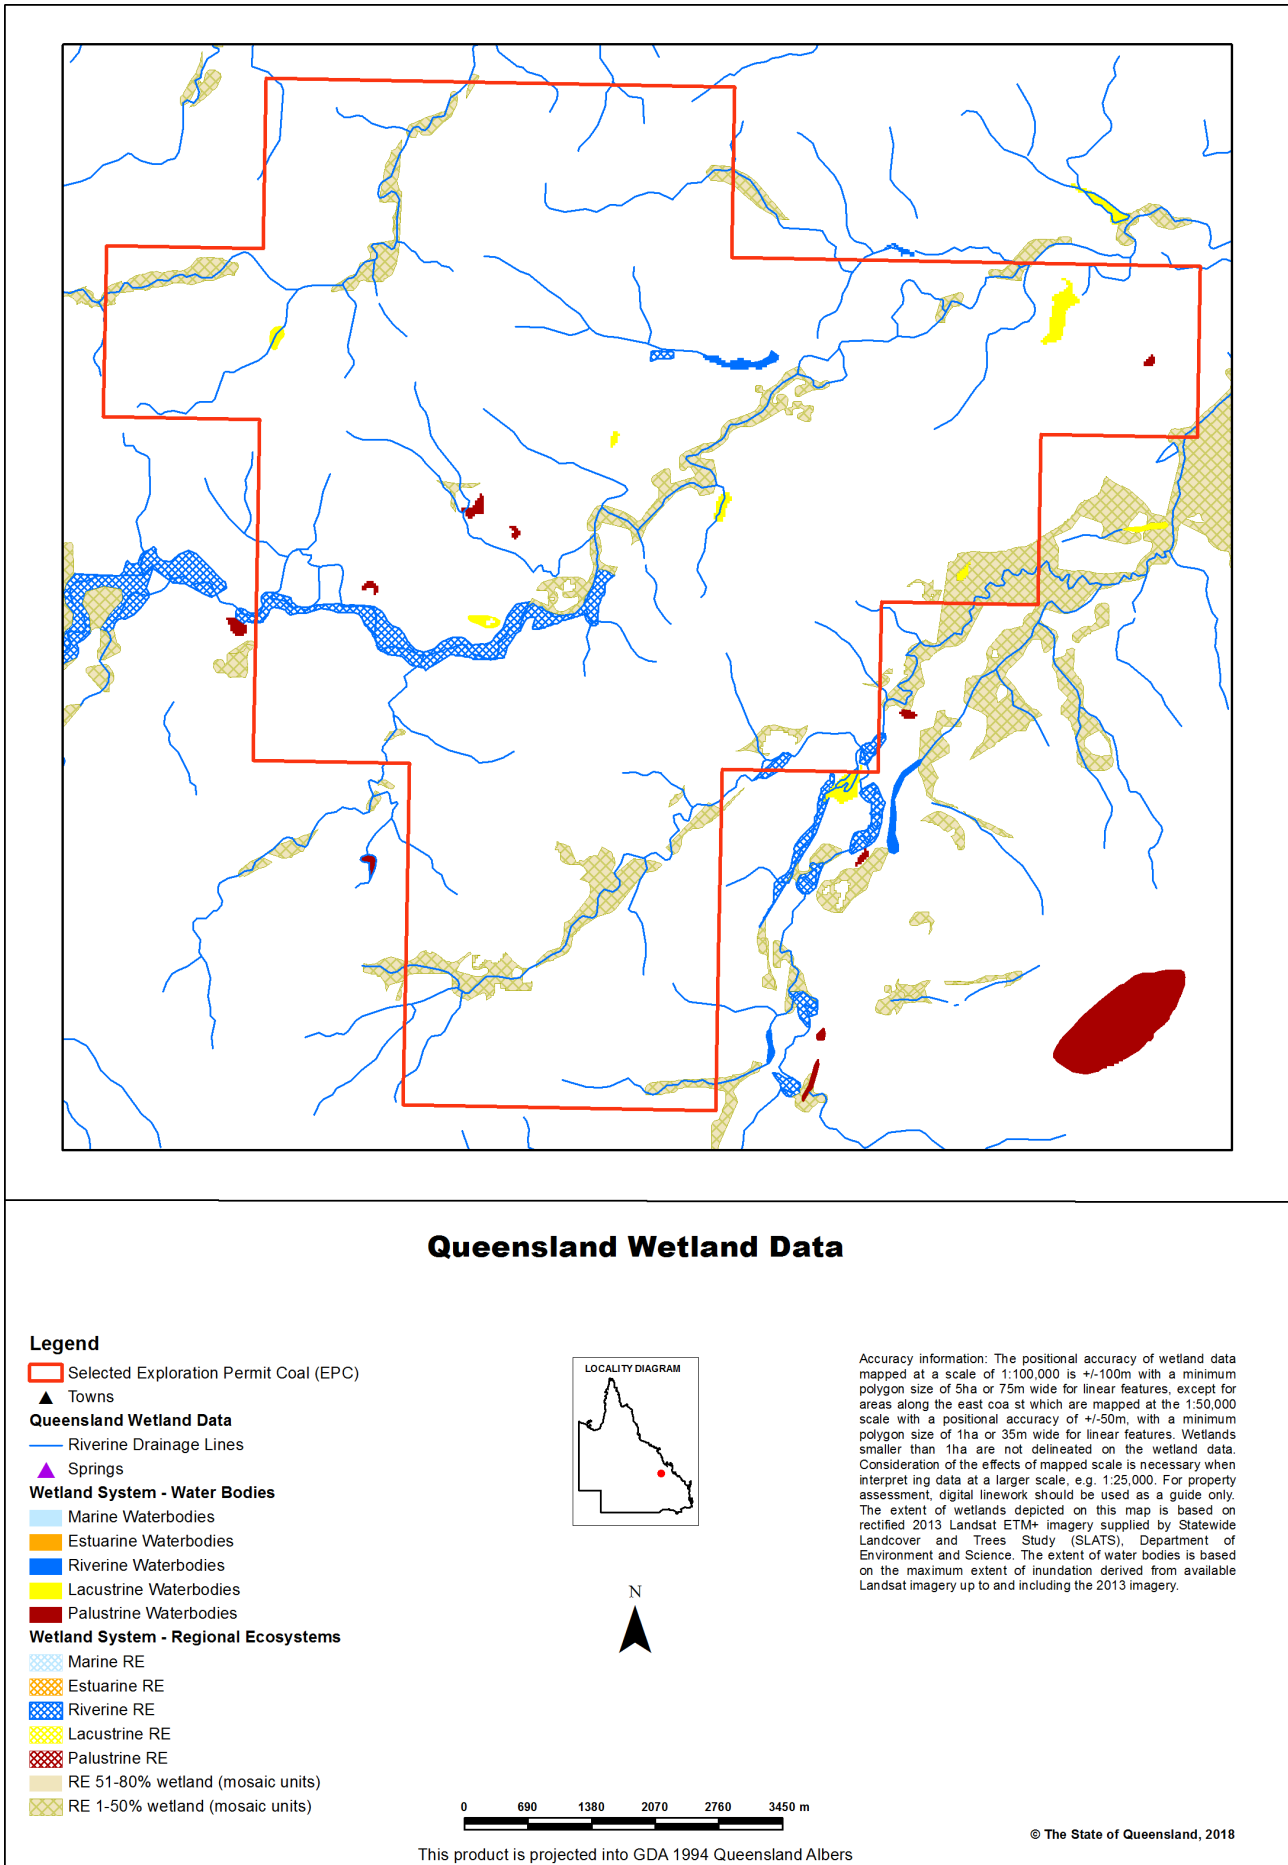 Queensland Wetland Data
Legend
Selected Exploration Permit Coal (EPC)
Towns
Queensland Wetland Data
Riverine Drainage Lines
Springs
Wetland System - Water Bodies
Marine Waterbodies
Estuarine Waterbodies
Riverine Waterbodies
Lacustrine Waterbodies
Palustrine Waterbodies
Wetland System - Regional Ecosystems
Marine RE
Estuarine RE
Riverine RE
Lacustrine RE
Palustrine RE
RE 51-80% wetland (mosaic units)
RE 1-50% wetland (mosaic units)
LOCALITY DIAGRAM
N
0 690 1380 2070 2760 3450 m
This product is projected into GDA 1994 Queensland Albers
Accuracy information: The positional accuracy of wetland data
mapped at a scale of 1:100,000 is +/-100m with a minimum
polygon size of 5ha or 75m wide for linear features, except for
areas along the east coa st which are mapped at the 1:50,000
scale with a positional accuracy of +/-50m, with a minimum
polygon size of 1ha or 35m wide for linear features. Wetlands
smaller than 1ha are not delineated on the wetland data.
Consideration of the effects of mapped scale is necessary when
interpret ing data at a larger scale, e.g. 1:25,000. For property
assessment, digital linework should be used as a guide only.
The extent of wetlands depicted on this map is based on
rectified 2013 Landsat ETM+ imagery supplied by Statewide
Landcover and Trees Study (SLATS), Department of
Environment and Science. The extent of water bodies is based
on the maximum extent of inundation derived from available
Landsat imagery up to and including the 2013 imagery.
© The State of Queensland, 2018